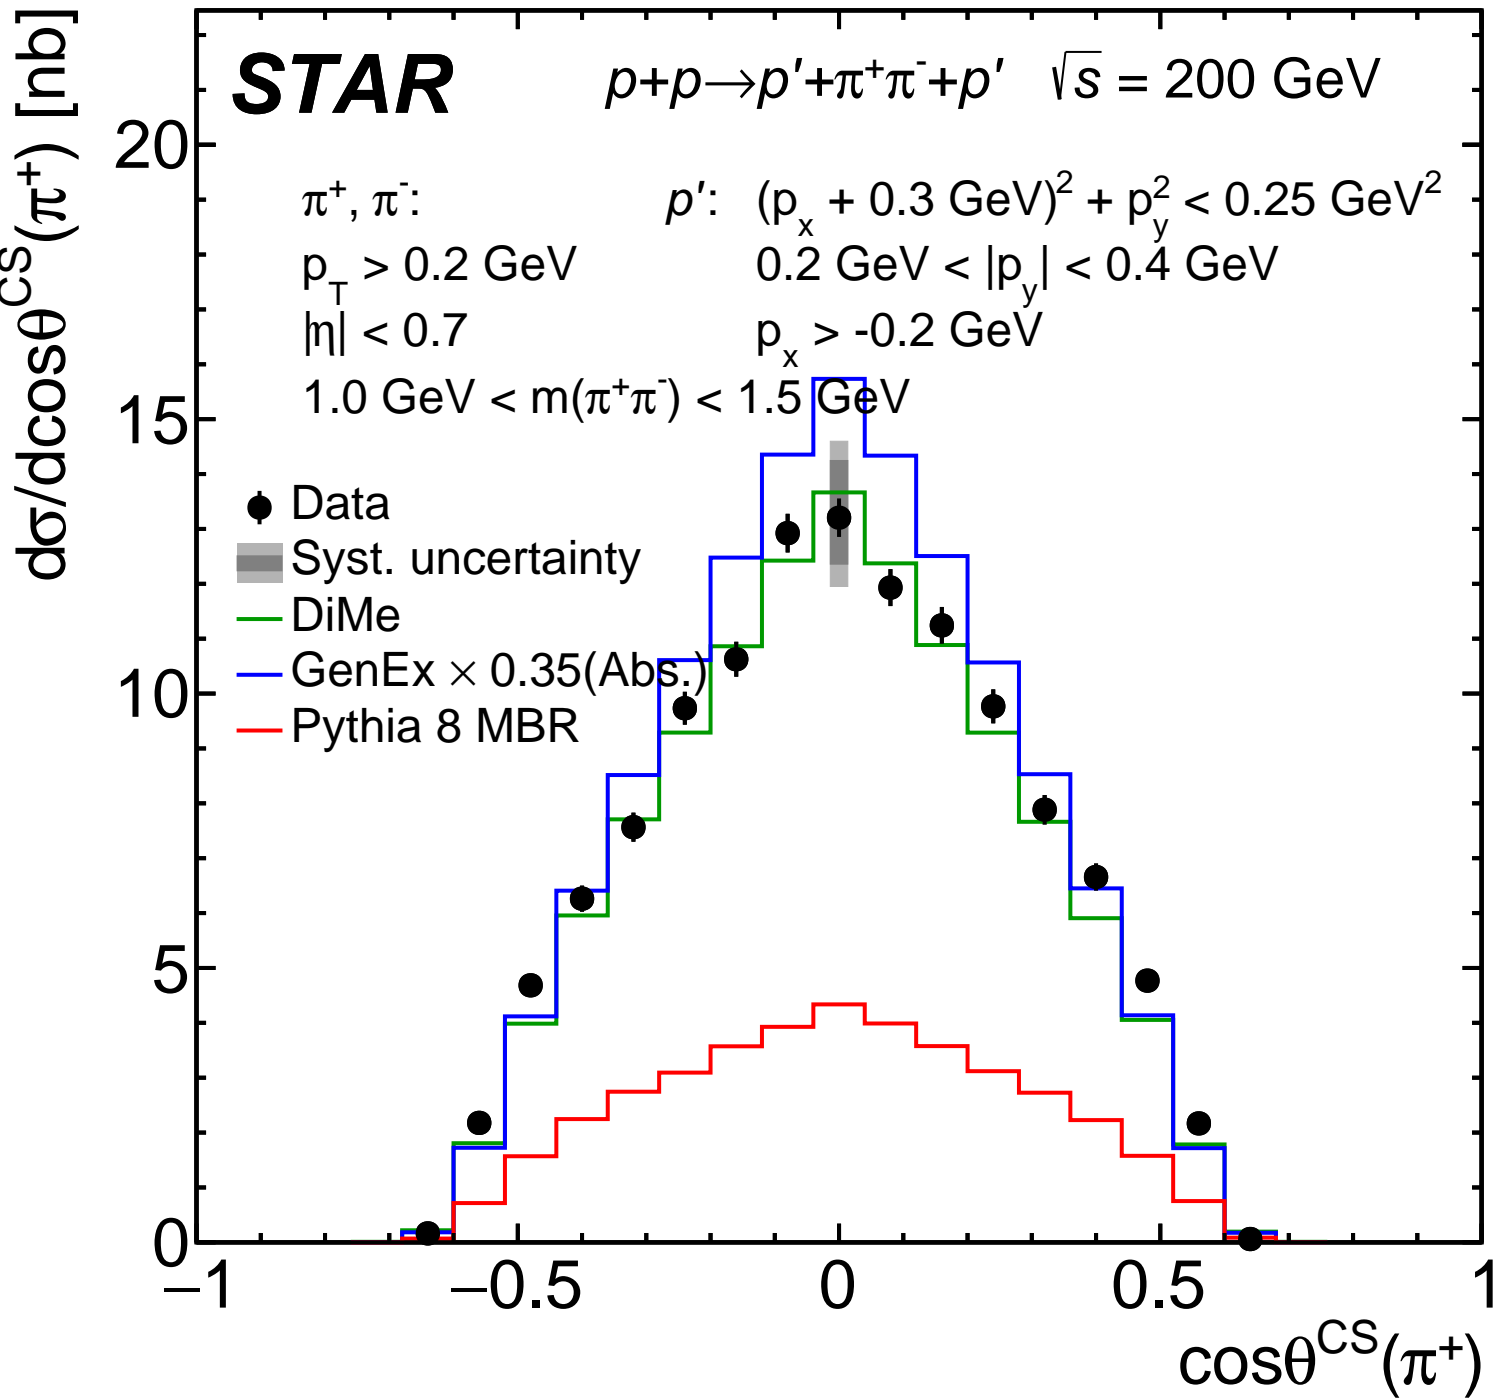 dσ/dcosθ^CS(π⁺) [nb]
STAR p+p→p′+π⁺π⁻+p′ √s = 200 GeV
π⁺, π⁻: p′: (p_x + 0.3 GeV)² + p_y² < 0.25 GeV²
p_T > 0.2 GeV 0.2 GeV < |p_y| < 0.4 GeV
|η| < 0.7 p_x > -0.2 GeV
1.0 GeV < m(π⁺π⁻) < 1.5 GeV
Data
Syst. uncertainty
DiMe
GenEx × 0.35(Abs.)
Pythia 8 MBR
20
15
10
5
0
−1 −0.5 0 0.5 1
cosθ^CS(π⁺)